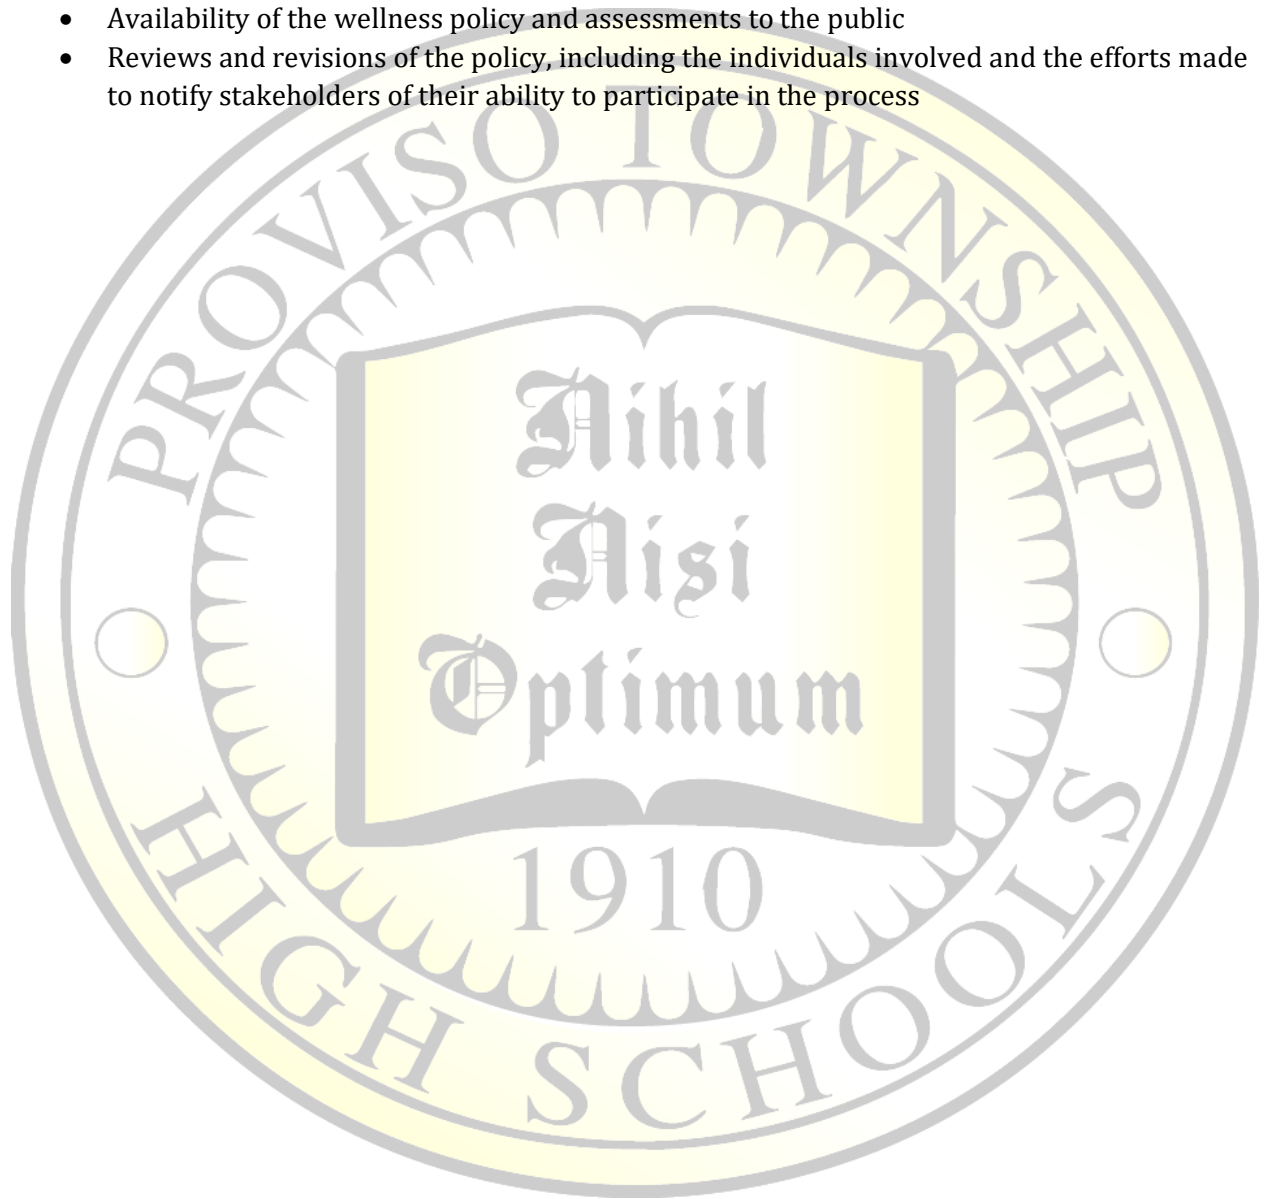 • Availability of the wellness policy and assessments to the public
• Reviews and revisions of the policy, including the individuals involved and the efforts made
to notify stakeholders of their ability to participate in the process
PROVISO TOWNSHIP
Nihil
Nisi
Optimum
1910
HIGH SCHOOLS